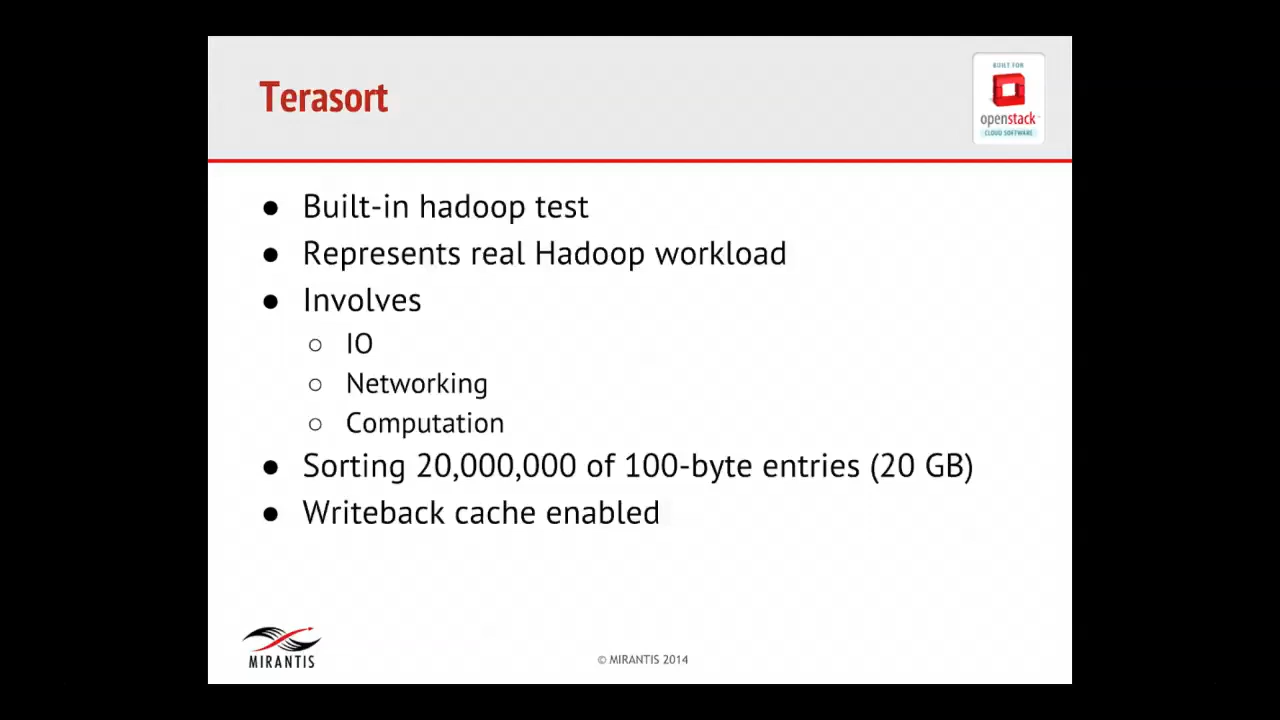 Terasort
BUILT FOR
openstack™
CLOUD SOFTWARE
● Built-in hadoop test
● Represents real Hadoop workload
● Involves
○ IO
○ Networking
○ Computation
● Sorting 20,000,000 of 100-byte entries (20 GB)
● Writeback cache enabled
MIRANTIS
© MIRANTIS 2014